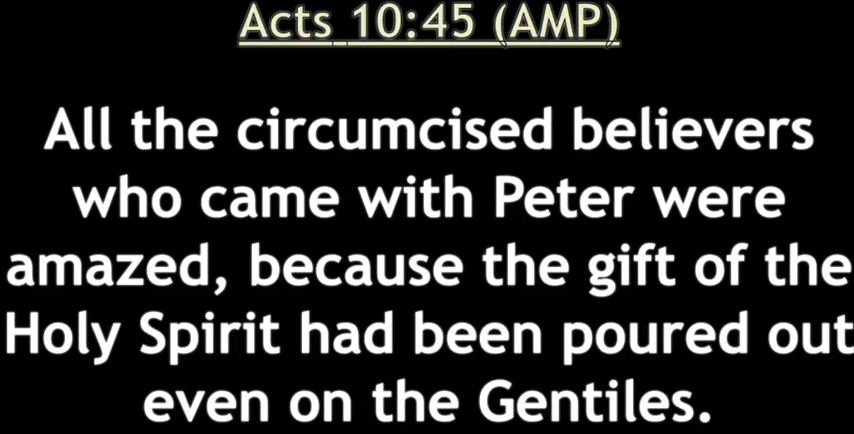 Acts 10:45 (AMP)
All the circumcised believers
who came with Peter were
amazed, because the gift of the
Holy Spirit had been poured out
even on the Gentiles.